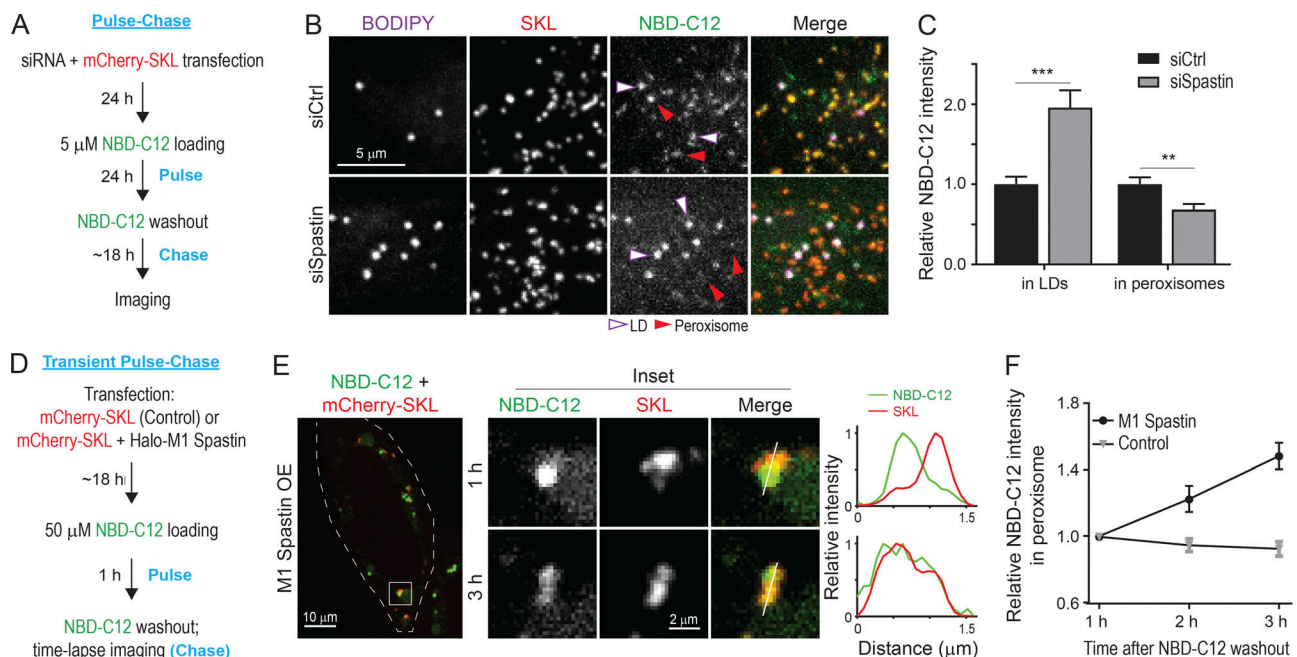 A
Pulse-Chase
siRNA + mCherry-SKL transfection
24 h
5 μM NBD-C12 loading
24 h Pulse
NBD-C12 washout
~18 h Chase
Imaging
B
BODIPY SKL NBD-C12 Merge
siCtrl
5 μm
siSpastin
LD Peroxisome
C
siCtrl
siSpastin
Relative NBD-C12 intensity
2.0
1.0
0.0
***
**
in LDs in peroxisomes
D
Transient Pulse-Chase
Transfection:
mCherry-SKL (Control) or
mCherry-SKL + Halo-M1 Spastin
~18 h
50 μM NBD-C12 loading
1 h Pulse
NBD-C12 washout;
time-lapse imaging (Chase)
E
NBD-C12 +
mCherry-SKL
M1 Spastin OE
10 μm
Inset
NBD-C12 SKL Merge
1 h
3 h
2 μm
NBD-C12
SKL
Relative intensity
0 1.5
0 1.5
Distance (μm)
F
M1 Spastin
Control
Relative NBD-C12 intensity
in peroxisome
1.8
1.4
1.0
0.6
1 h 2 h 3 h
Time after NBD-C12 washout